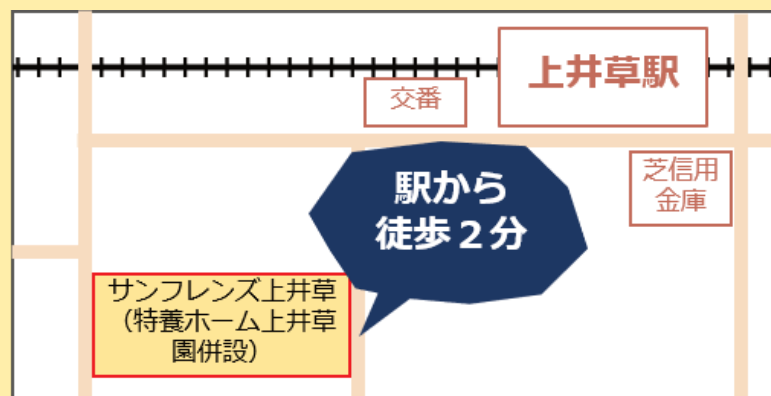 上井草駅
交番
芝信用
金庫
駅から
徒歩２分
サンフレンズ上井草
（特養ホーム上井草
園併設）